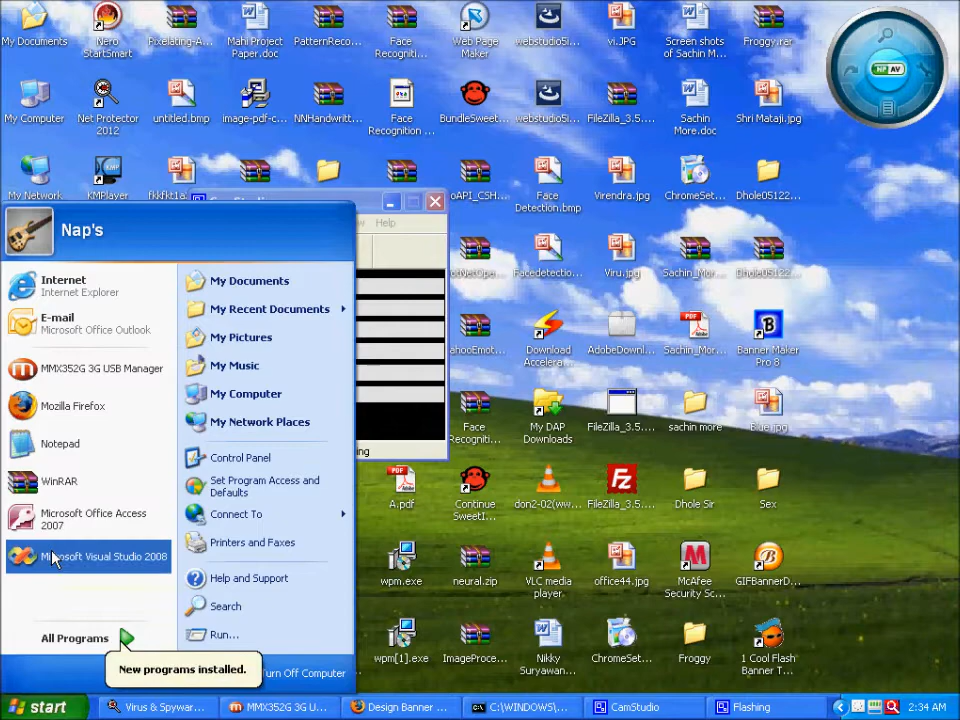 My Documents
Nero
StartSmart
Pixelating-A...
Mahi Project
Paper.doc
PatternReco...
Face
Recogniti...
Web Page
Maker
webstudio5i...
vi.JPG
Screen shots
of Sachin M...
Froggy.rar
NP AV
My Computer
Net Protector
2012
untitled.bmp
image-pdf-c...
NNHandwritt...
Face
Recognition ...
BundleSweet...
webstudio5i...
FileZilla_3.5....
Sachin
More.doc
Shri Mataji.jpg
My Network
KMPlayer
Face
Detection.bmp
Virendra.jpg
ChromeSet...
Dhole05122...
Help
Nap's
Facedetectio...
Viru.jpg
Sachin_Mor...
Dhole05122...
Internet
Internet Explorer
E-mail
Microsoft Office Outlook
MMX352G 3G USB Manager
Mozilla Firefox
Notepad
WinRAR
Microsoft Office Access
2007
Microsoft Visual Studio 2008
All Programs
My Documents
My Recent Documents
My Pictures
My Music
My Computer
My Network Places
Control Panel
Set Program Access and
Defaults
Connect To
Printers and Faxes
Help and Support
Search
Run...
New programs installed.
Turn Off Computer
ahooEmot...
Download
Accelera...
AdobeDownl...
Sachin_Mor...
Banner Maker
Pro 8
Face
Recogniti...
My DAP
Downloads
FileZilla_3.5....
sachin more
Blue.jpg
A.pdf
Continue
SweetI...
don2-02(ww...
FileZilla_3.5....
Dhole Sir
Sex
wpm.exe
neural.zip
VLC media
player
office44.jpg
McAfee
Security Sc...
GIFBannerD...
wpm[1].exe
ImageProce...
Nikky
Suryawan...
ChromeSet...
Froggy
1 Cool Flash
Banner T...
start
Virus & Spywar...
MMX352G 3G U...
Design Banner ...
C:\WINDOWS\...
CamStudio
Flashing
2:34 AM